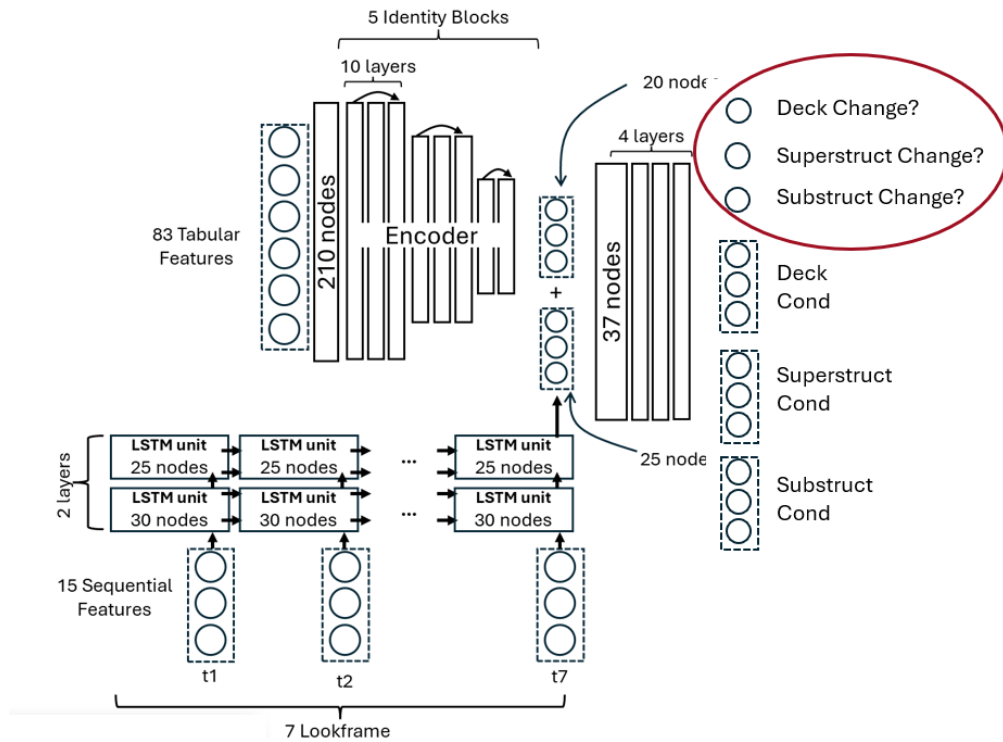 5 Identity Blocks
10 layers
20 node
Deck Change?
4 layers
Superstruct Change?
Substruct Change?
83 Tabular
Features
210 nodes
Encoder
+
37 nodes
Deck
Cond
Superstruct
Cond
25 node
Substruct
Cond
2 layers
LSTM unit
25 nodes
LSTM unit
25 nodes
...
LSTM unit
25 nodes
LSTM unit
30 nodes
LSTM unit
30 nodes
...
LSTM unit
30 nodes
15 Sequential
Features
t1
t2
t7
7 Lookframe